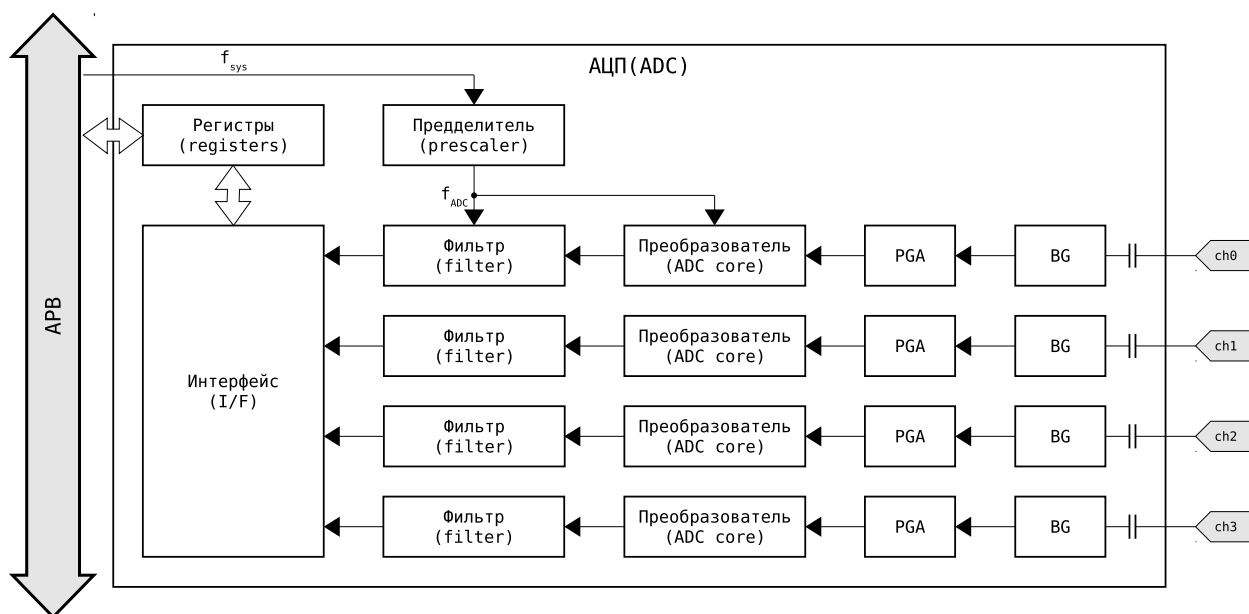 f sys
АЦП(ADC)
Регистры
(registers)
Предделитель
(prescaler)
f ADC
APB
Интерфейс
(I/F)
Фильтр
(filter)
Преобразователь
(ADC core)
PGA
BG
ch0
Фильтр
(filter)
Преобразователь
(ADC core)
PGA
BG
ch1
Фильтр
(filter)
Преобразователь
(ADC core)
PGA
BG
ch2
Фильтр
(filter)
Преобразователь
(ADC core)
PGA
BG
ch3